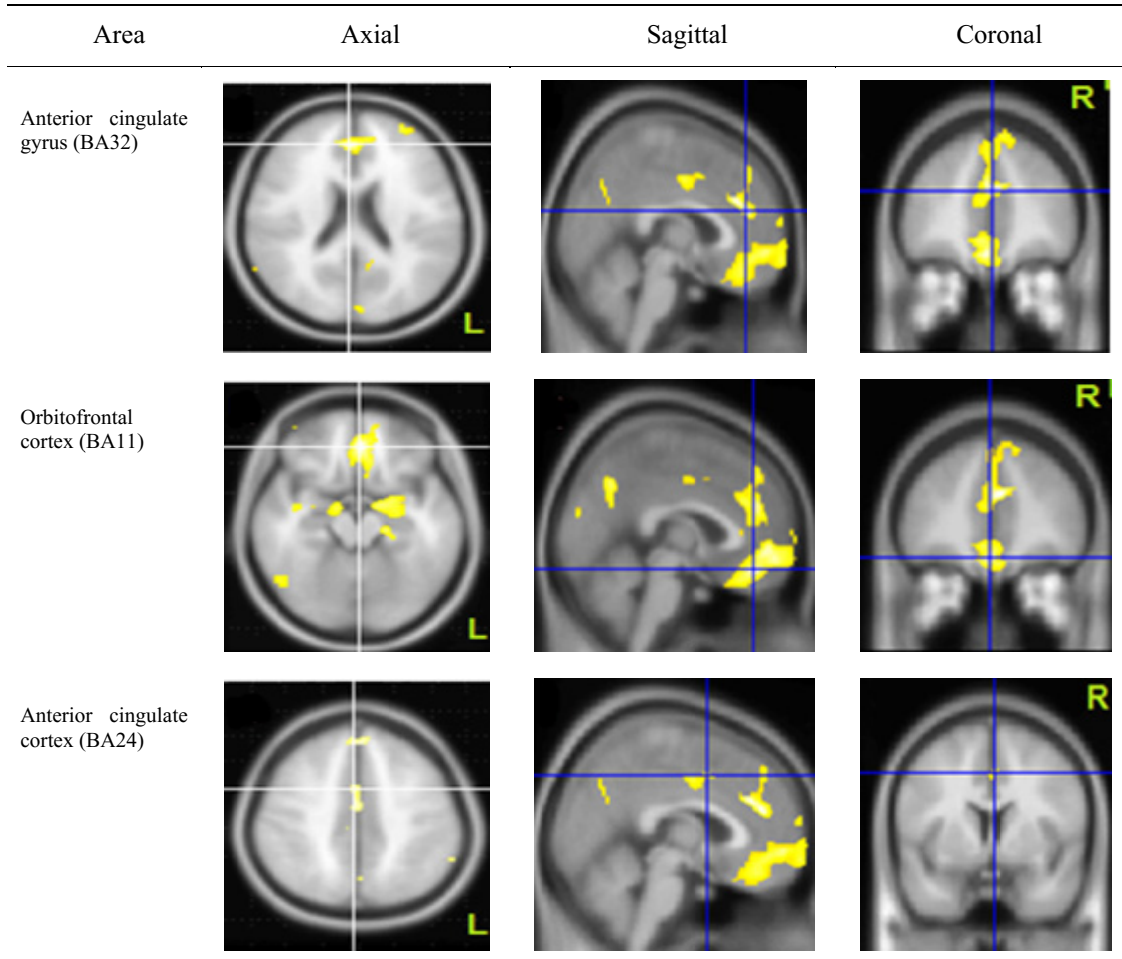 Area Axial Sagittal Coronal
Anterior cingulate
gyrus (BA32)
L
R
Orbitofrontal
cortex (BA11)
L
R
Anterior cingulate
cortex (BA24)
L
R